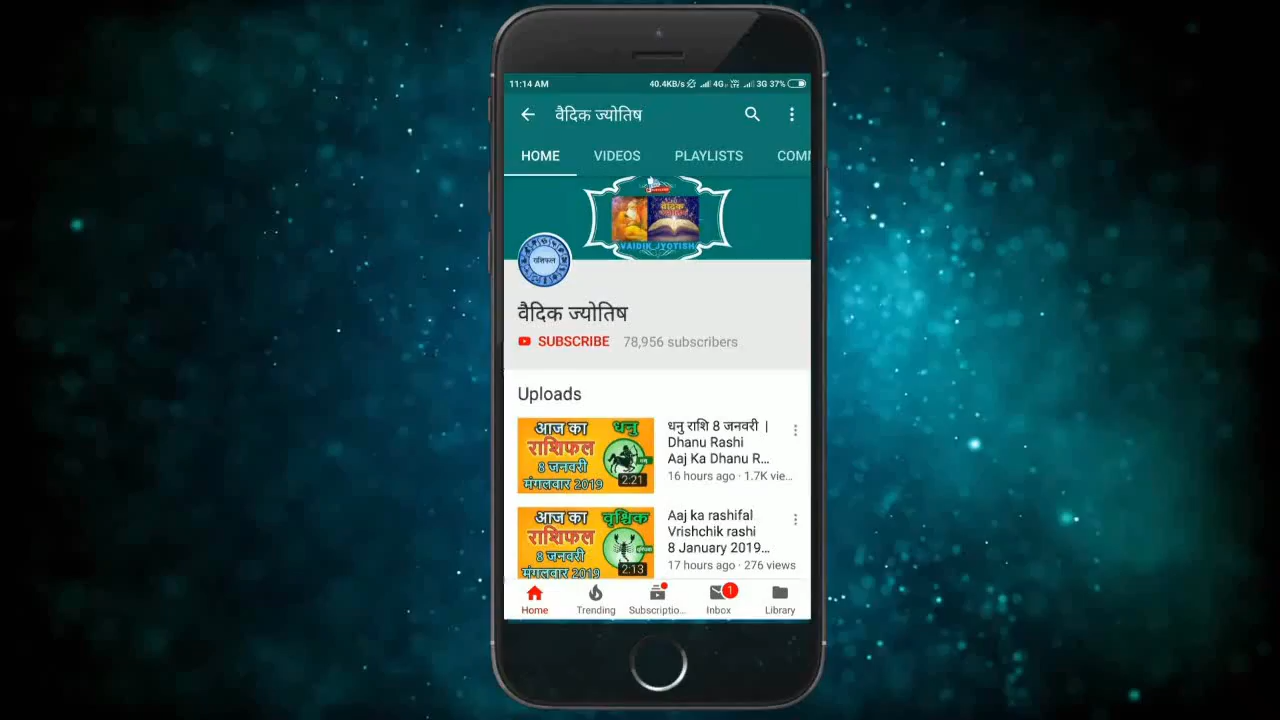 11:14 AM
40.4KB/s 4G 3G 37%
वैदिक ज्योतिष
HOME VIDEOS PLAYLISTS COMM
वैदिक
VAIDIK JYOTISH
राशिफल
वैदिक ज्योतिष
SUBSCRIBE 78,956 subscribers
Uploads
आज का धनु
राशिफल
8 जनवरी
मंगलवार 2019
2:21
धनु राशि 8 जनवरी |
Dhanu Rashi
Aaj Ka Dhanu R...
16 hours ago · 1.7K vie...
आज का वृश्चिक
राशिफल
8 जनवरी
मंगलवार 2019
2:13
Aaj ka rashifal
Vrishchik rashi
8 January 2019...
17 hours ago · 276 views
1
Home Trending Subscriptio... Inbox Library